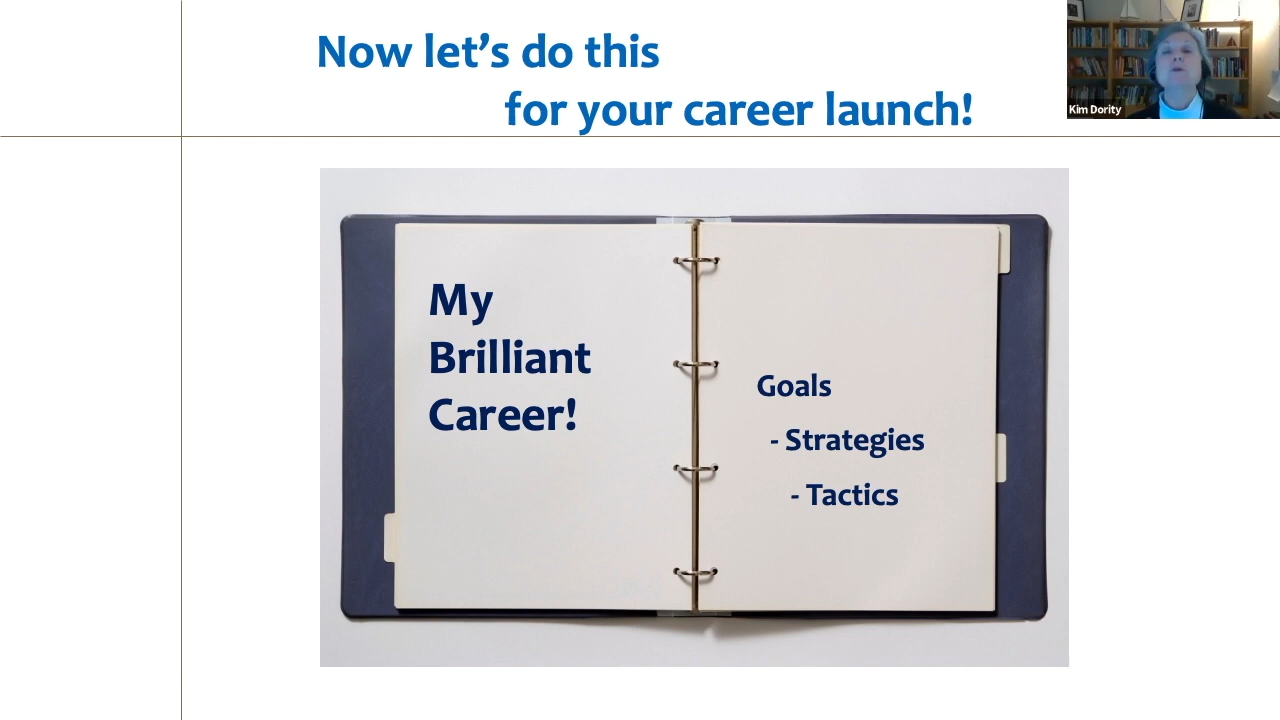 Now let's do this
for your career launch!
Kim Dority
My
Brilliant
Career!
Goals
- Strategies
- Tactics